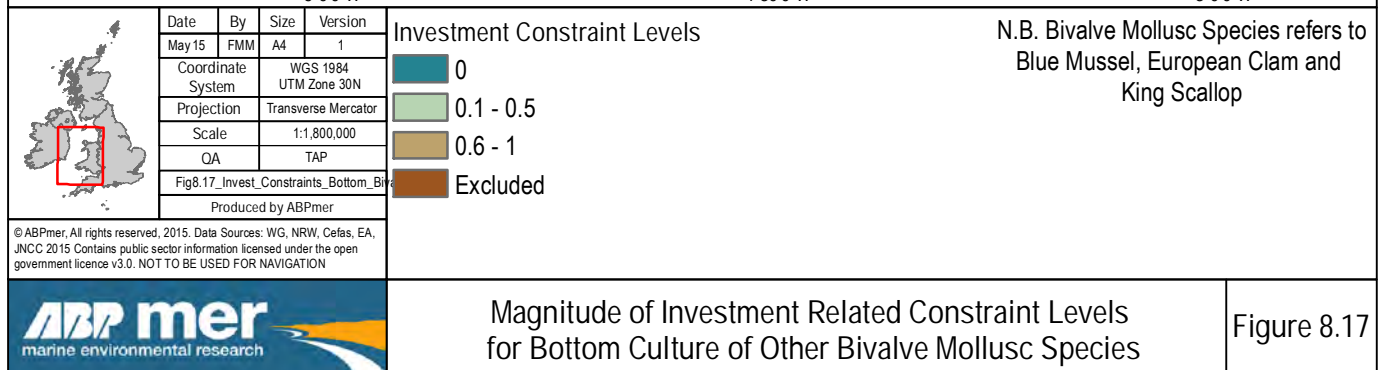 Date By Size Version
May 15 FMM A4 1
Coordinate System WGS 1984 UTM Zone 30N
Projection Transverse Mercator
Scale 1:1,800,000
QA TAP
Fig8.17_Invest_Constraints_Bottom_Biva
Produced by ABPmer
© ABPmer, All rights reserved, 2015. Data Sources: WG, NRW, Cefas, EA,
JNCC 2015 Contains public sector information licensed under the open
government licence v3.0. NOT TO BE USED FOR NAVIGATION
Investment Constraint Levels
0
0.1 - 0.5
0.6 - 1
Excluded
N.B. Bivalve Mollusc Species refers to
Blue Mussel, European Clam and
King Scallop
ABP mer
marine environmental research
Magnitude of Investment Related Constraint Levels
for Bottom Culture of Other Bivalve Mollusc Species
Figure 8.17